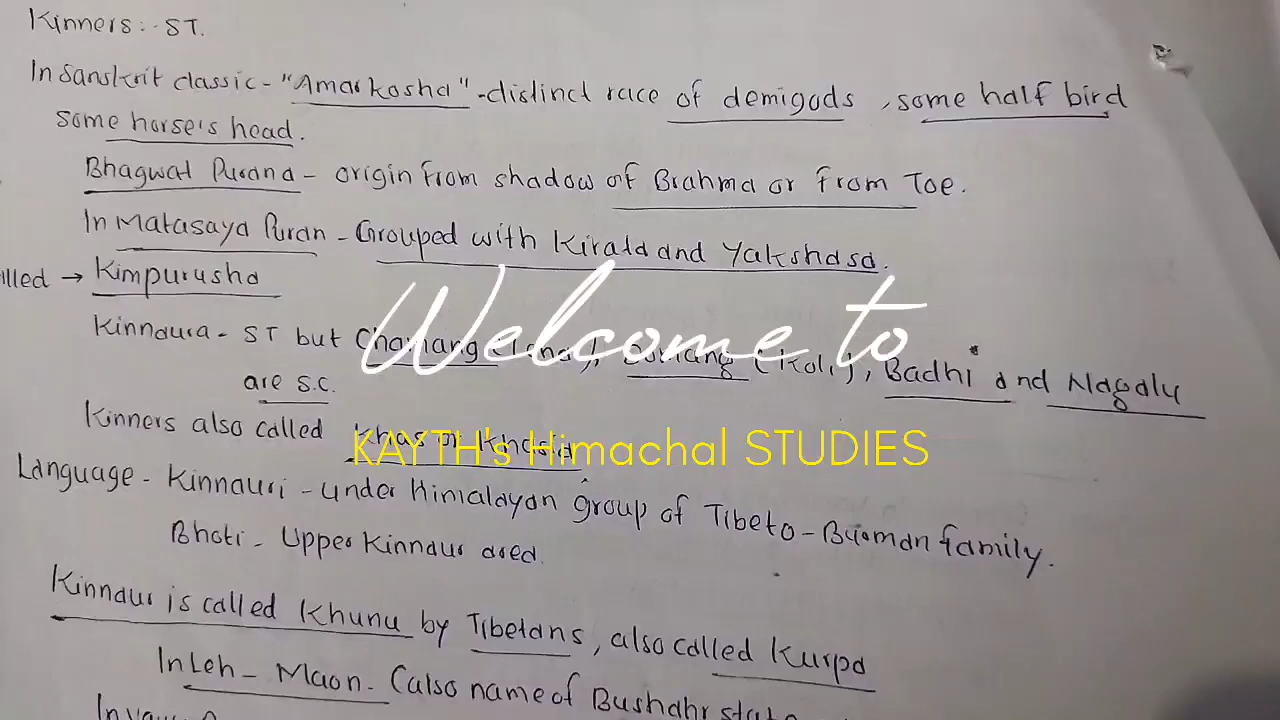 Kinners:- ST.
In Sanskrit classic - "Amarkosha" - distinct race of demigods, some half bird
some horse's head.
Bhagwat Purana - origin from shadow of Brahma or from Toe.
In Matasaya Puran - Grouped with Kirata and Yakshasa.
→ Kimpurusha
Kinnaura - ST but Chamang (Koli), Badhi and Nagalu
are S.C.
Kinners also called Khas or Khasia
Welcome to
KAYTH's Himachal STUDIES
Language - Kinnauri - under Himalayan group of Tibeto-Burman family.
Bhoti - Upper Kinnaur area.
Kinnaur is called Khunu by Tibetans, also called Kurpa
In Leh - Maon - (also name of Bushahr state